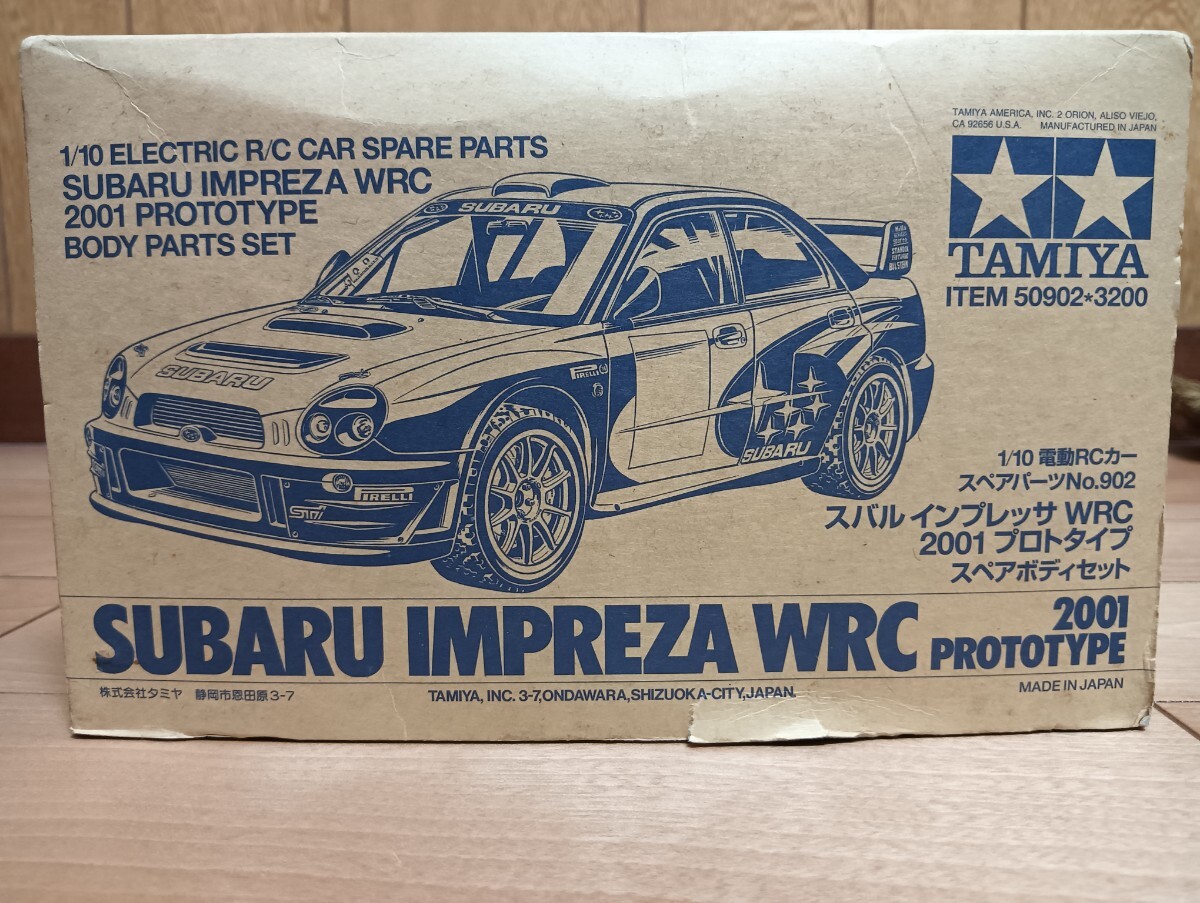 TAMIYA AMERICA, INC. 2 ORION, ALISO VIEJO,
CA 92656 U.S.A. MANUFACTURED IN JAPAN
1/10 ELECTRIC R/C CAR SPARE PARTS
SUBARU IMPREZA WRC
2001 PROTOTYPE
BODY PARTS SET
TAMIYA
ITEM 50902*3200
SUBARU
SUBARU
PIRELLI
SUBARU
PIRELLI
STi
1/10 電動RCカー
スペアパーツNo.902
スバル インプレッサ WRC
2001 プロトタイプ
スペアボディセット
SUBARU IMPREZA WRC 2001 PROTOTYPE
株式会社タミヤ 静岡市恩田原3-7
TAMIYA, INC. 3-7,ONDAWARA,SHIZUOKA-CITY,JAPAN.
MADE IN JAPAN